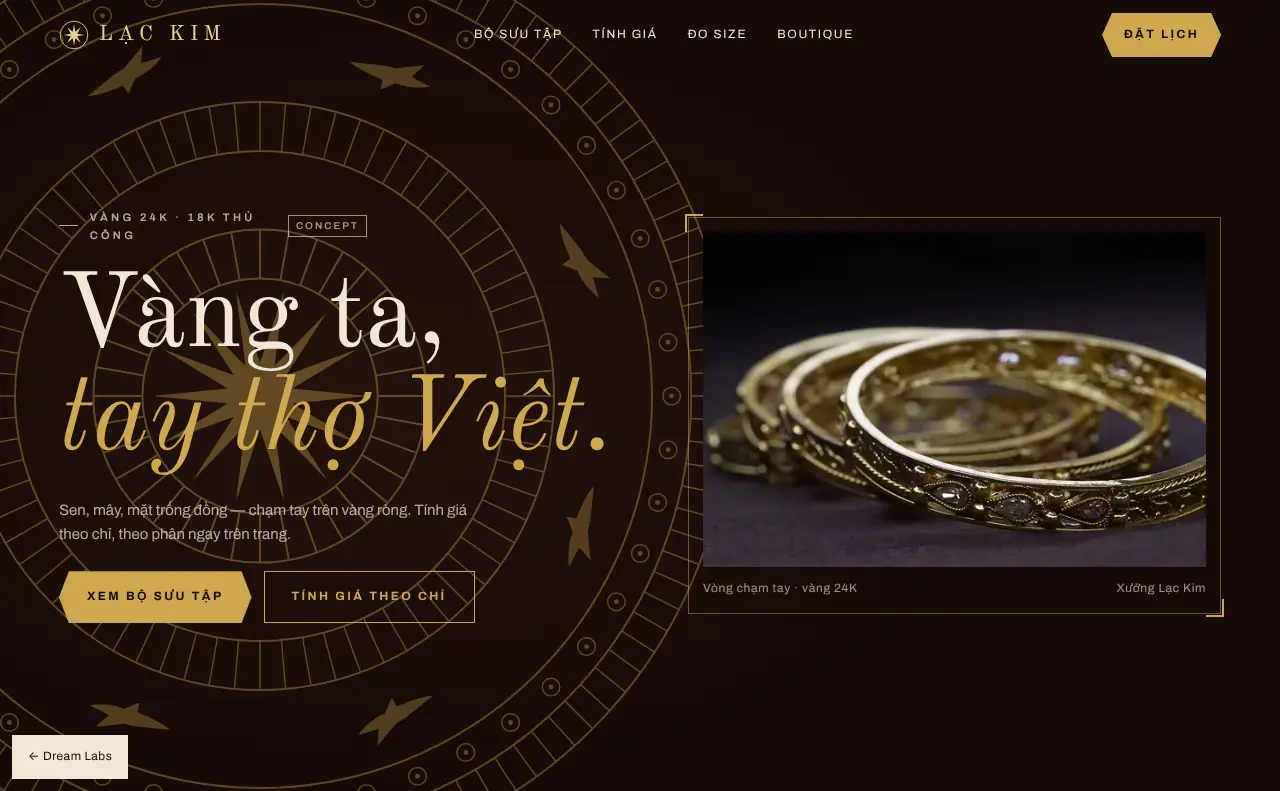 LẠC KIM
BỘ SƯU TẬP
TÍNH GIÁ
ĐO SIZE
BOUTIQUE
ĐẶT LỊCH
VÀNG 24K · 18K THỦ
CÔNG
CONCEPT
Vàng ta,
tay thợ Việt.
Sen, mây, mặt trống đồng — chạm tay trên vàng ròng. Tính giá
theo chỉ, theo phân ngay trên trang.
XEM BỘ SƯU TẬP
TÍNH GIÁ THEO CHỈ
Vòng chạm tay · vàng 24K
Xưởng Lạc Kim
← Dream Labs